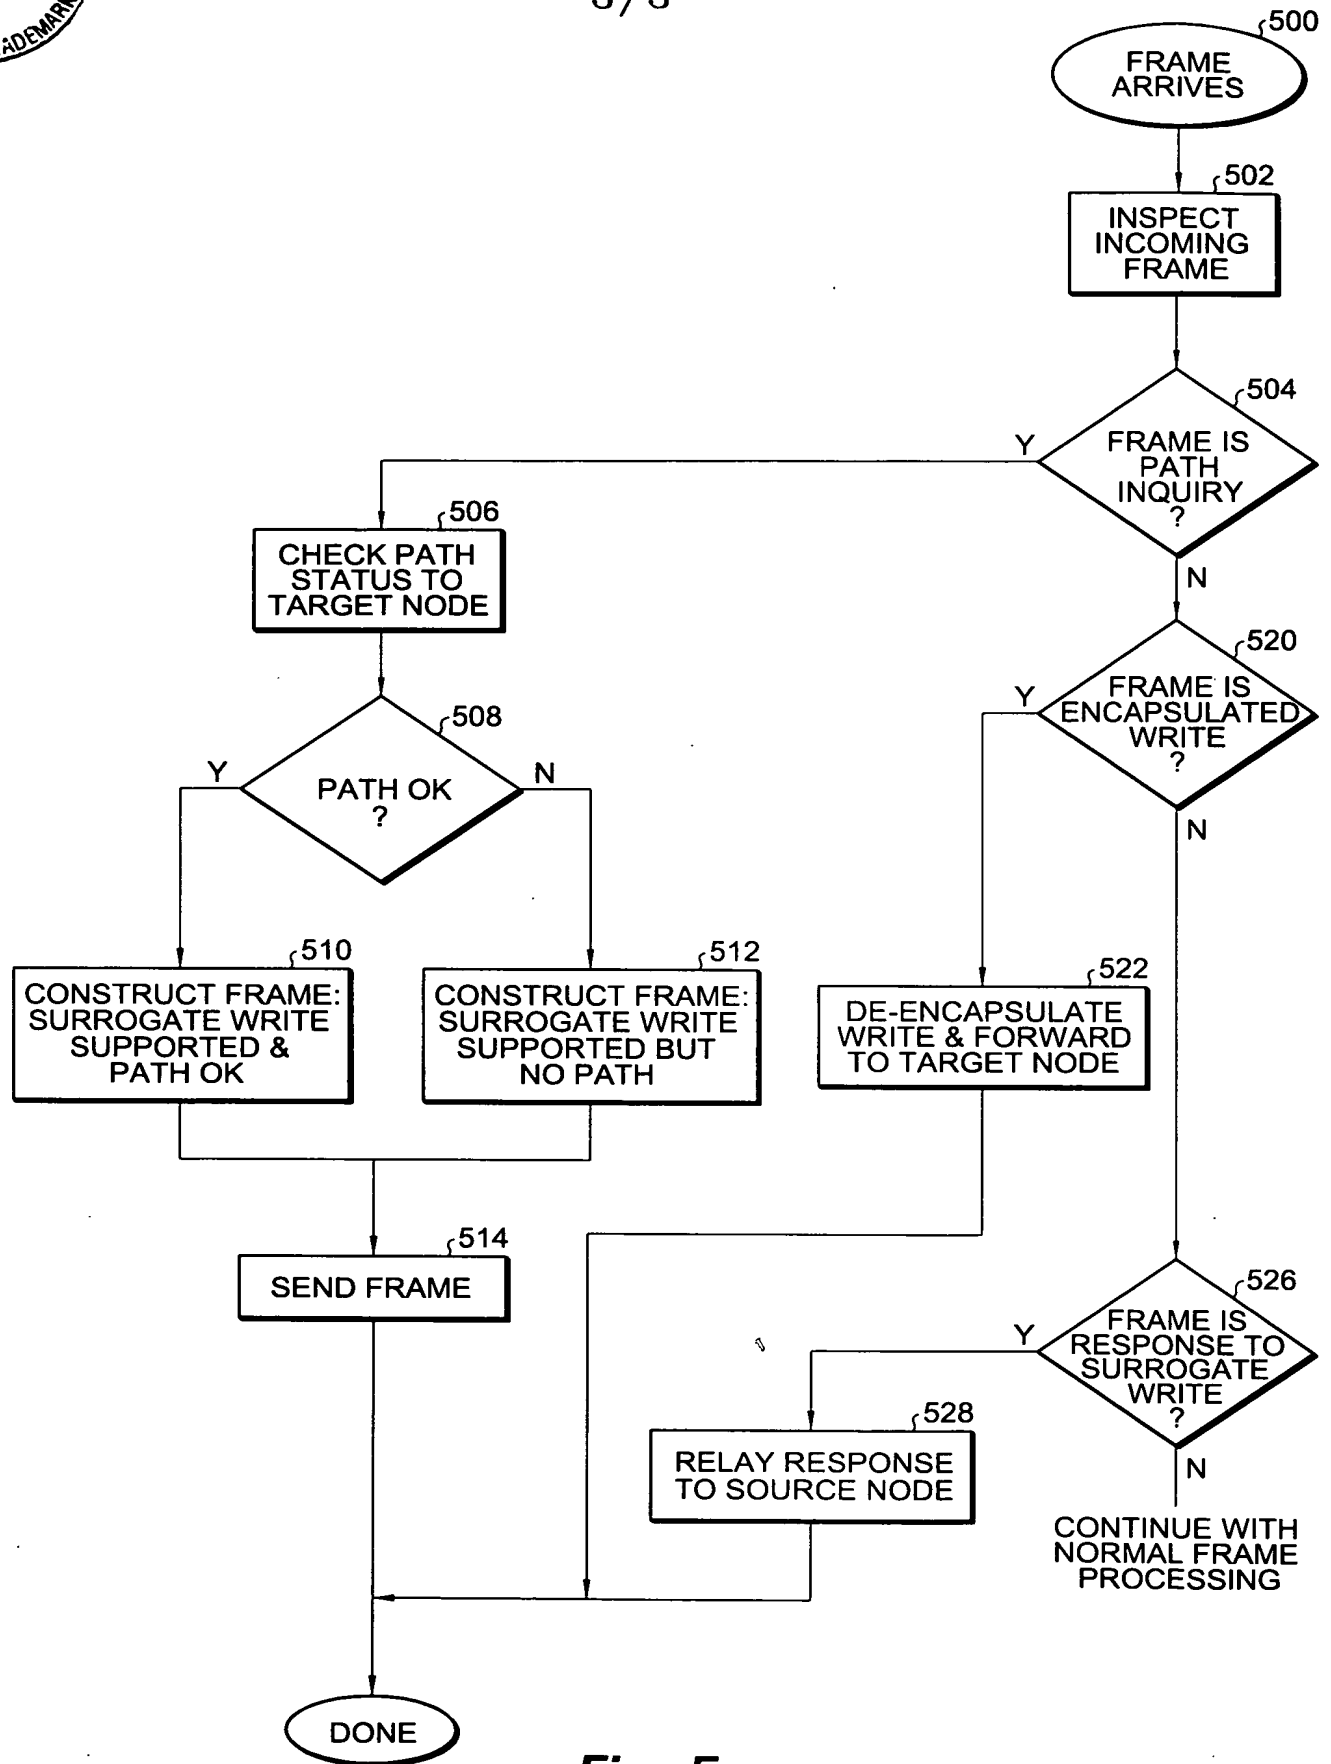 500
FRAME
ARRIVES
502
INSPECT
INCOMING
FRAME
504
FRAME IS
PATH
INQUIRY
?
Y
N
506
CHECK PATH
STATUS TO
TARGET NODE
508
PATH OK
?
Y
N
510
CONSTRUCT FRAME:
SURROGATE WRITE
SUPPORTED &
PATH OK
512
CONSTRUCT FRAME:
SURROGATE WRITE
SUPPORTED BUT
NO PATH
514
SEND FRAME
520
FRAME IS
ENCAPSULATED
WRITE
?
Y
N
522
DE-ENCAPSULATE
WRITE & FORWARD
TO TARGET NODE
526
FRAME IS
RESPONSE TO
SURROGATE
WRITE
?
Y
N
528
RELAY RESPONSE
TO SOURCE NODE
CONTINUE WITH
NORMAL FRAME
PROCESSING
DONE